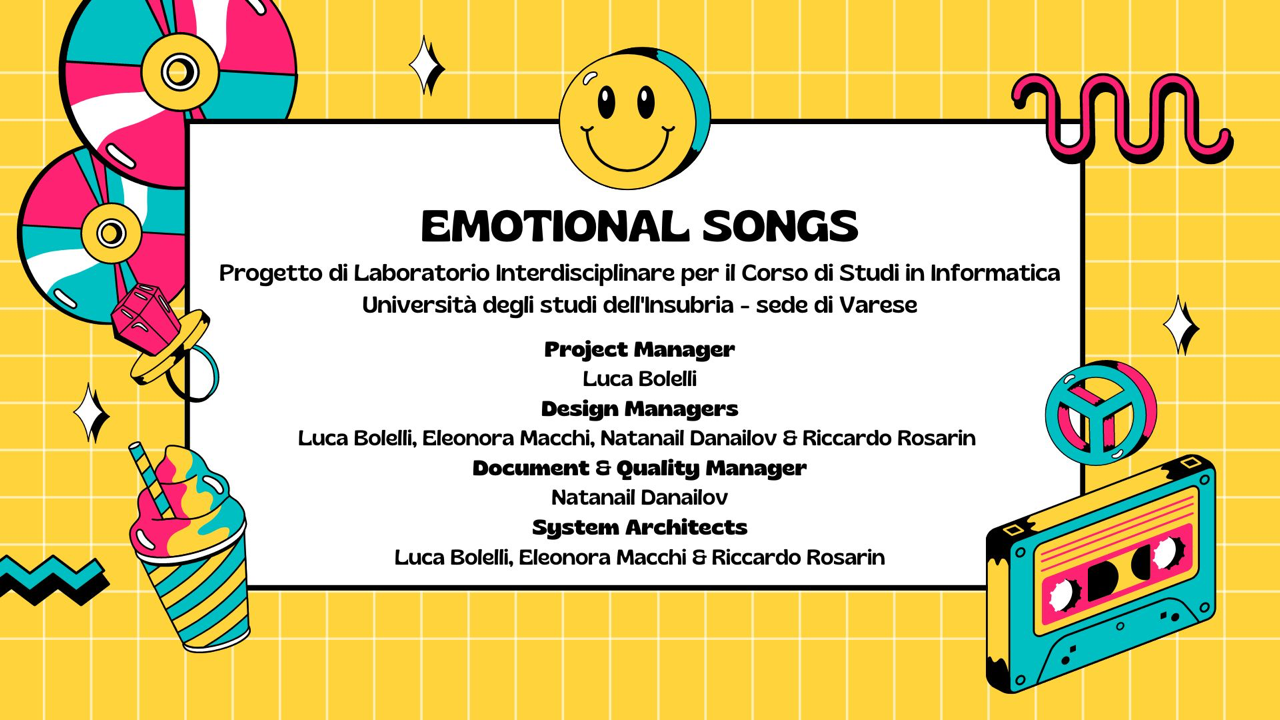 EMOTIONAL SONGS
Progetto di Laboratorio Interdisciplinare per il Corso di Studi in Informatica
Università degli studi dell'Insubria - sede di Varese
Project Manager
Luca Bolelli
Design Managers
Luca Bolelli, Eleonora Macchi, Natanail Danailov & Riccardo Rosarin
Document & Quality Manager
Natanail Danailov
System Architects
Luca Bolelli, Eleonora Macchi & Riccardo Rosarin